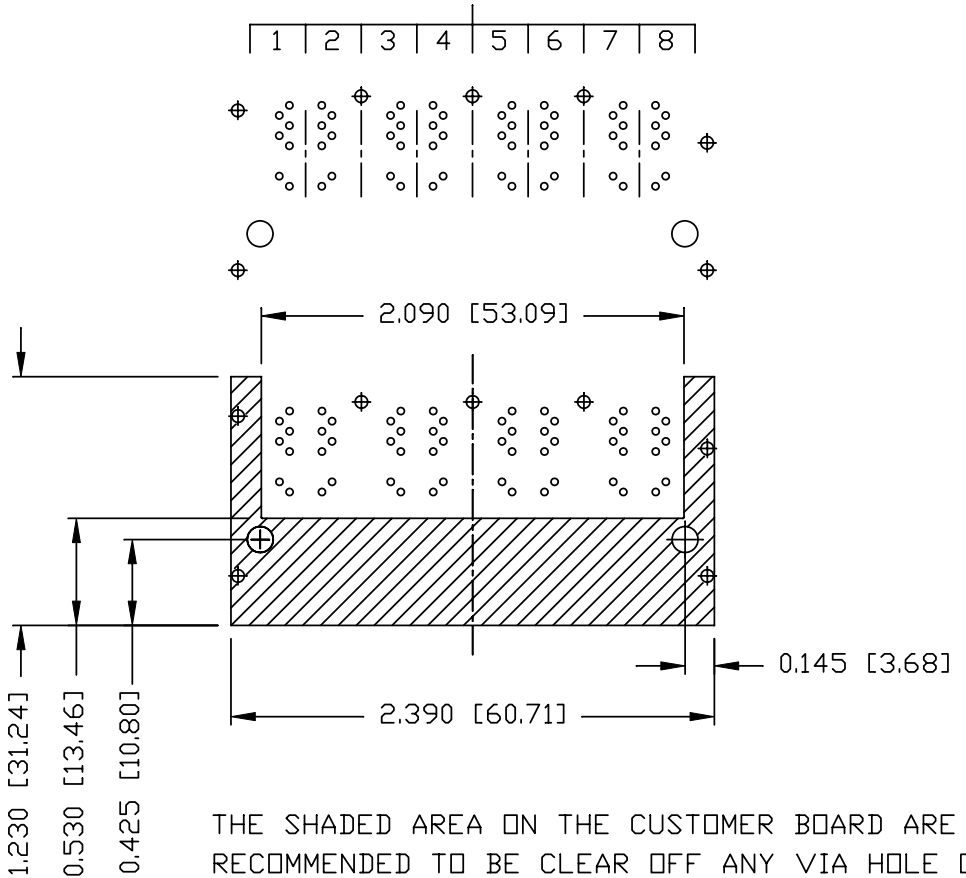 1 2 3 4 5 6 7 8
2.090 [53.09]
0.145 [3.68]
2.390 [60.71]
1.230 [31.24]
0.530 [13.46]
0.425 [10.80]
THE SHADED AREA ON THE CUSTOMER BOARD ARE
RECOMMENDED TO BE CLEAR OFF ANY VIA HOLE